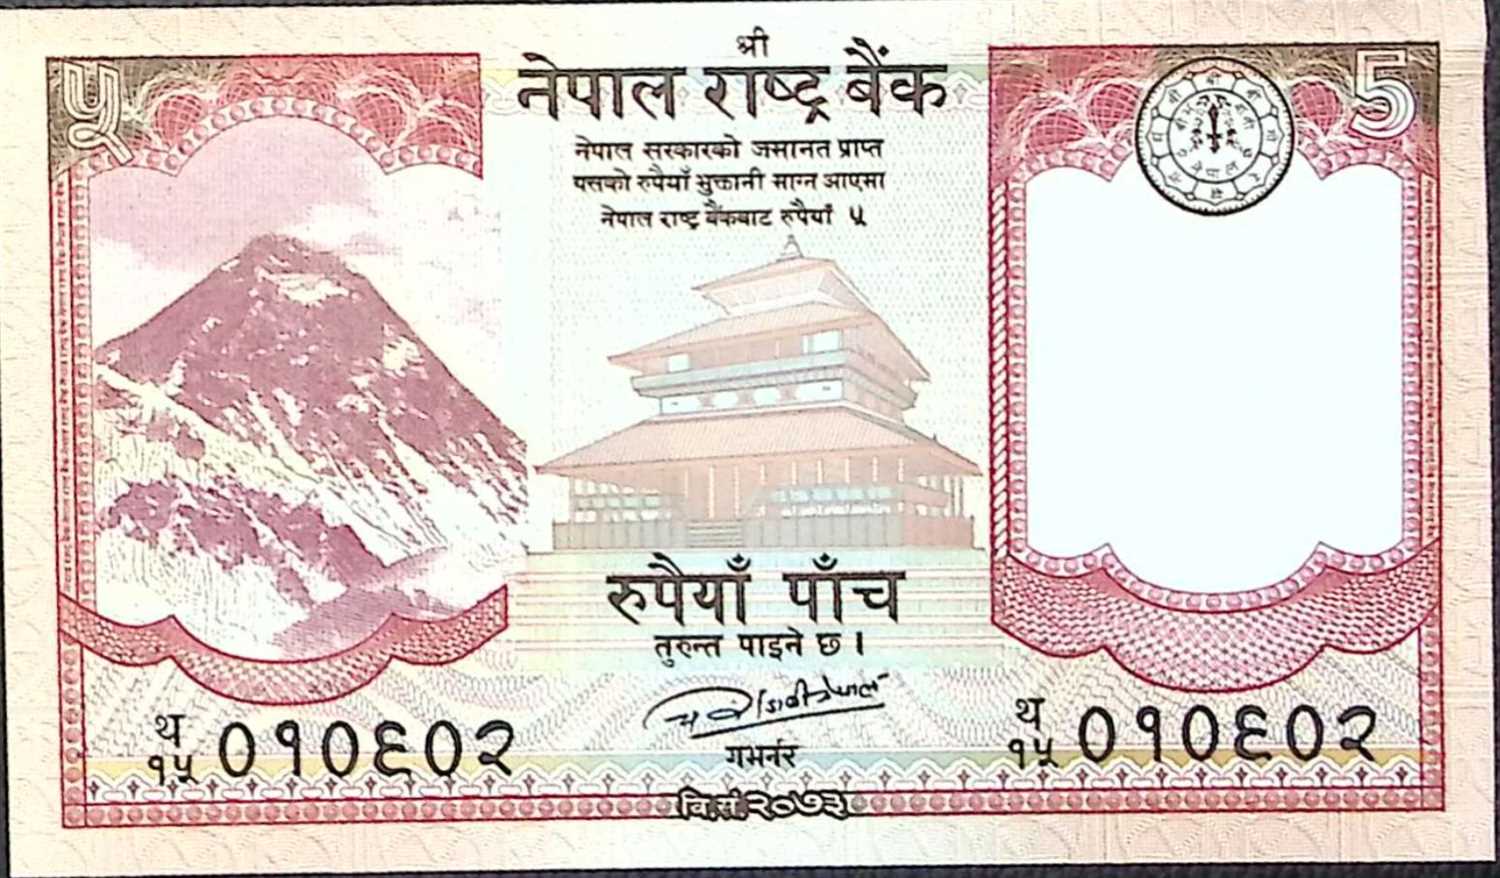 श्री
५
नेपाल राष्ट्र बैंक
5
नेपाल सरकारको जमानत प्राप्त
यसको रुपैयाँ भुक्तानी माग्न आएमा
नेपाल राष्ट्र बैंकबाट रुपैयाँ ५
रुपैयाँ पाँच
तुरुन्त पाइने छ ।
थ
१५ ०१०६०२
गभर्नर
थ
१५ ०१०६०२
वि.सं.२०७३